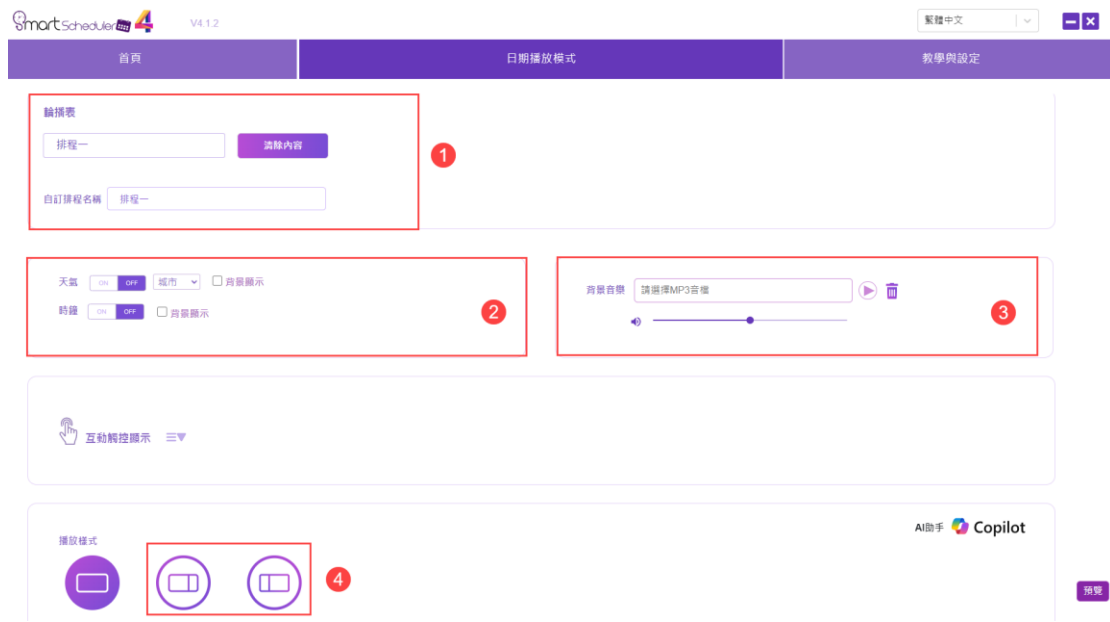 Smart Scheduler 4 V4.1.2 繁體中文
首頁 日期播放模式 教學與設定
輪播表
排程一 清除內容
1
自訂排程名稱 排程一
天氣 ON OFF 城市 背景顯示
時鐘 ON OFF 背景顯示
2
背景音樂 請選擇MP3音檔
3
互動觸控顯示
AI助手 Copilot
播放樣式
4
預覽